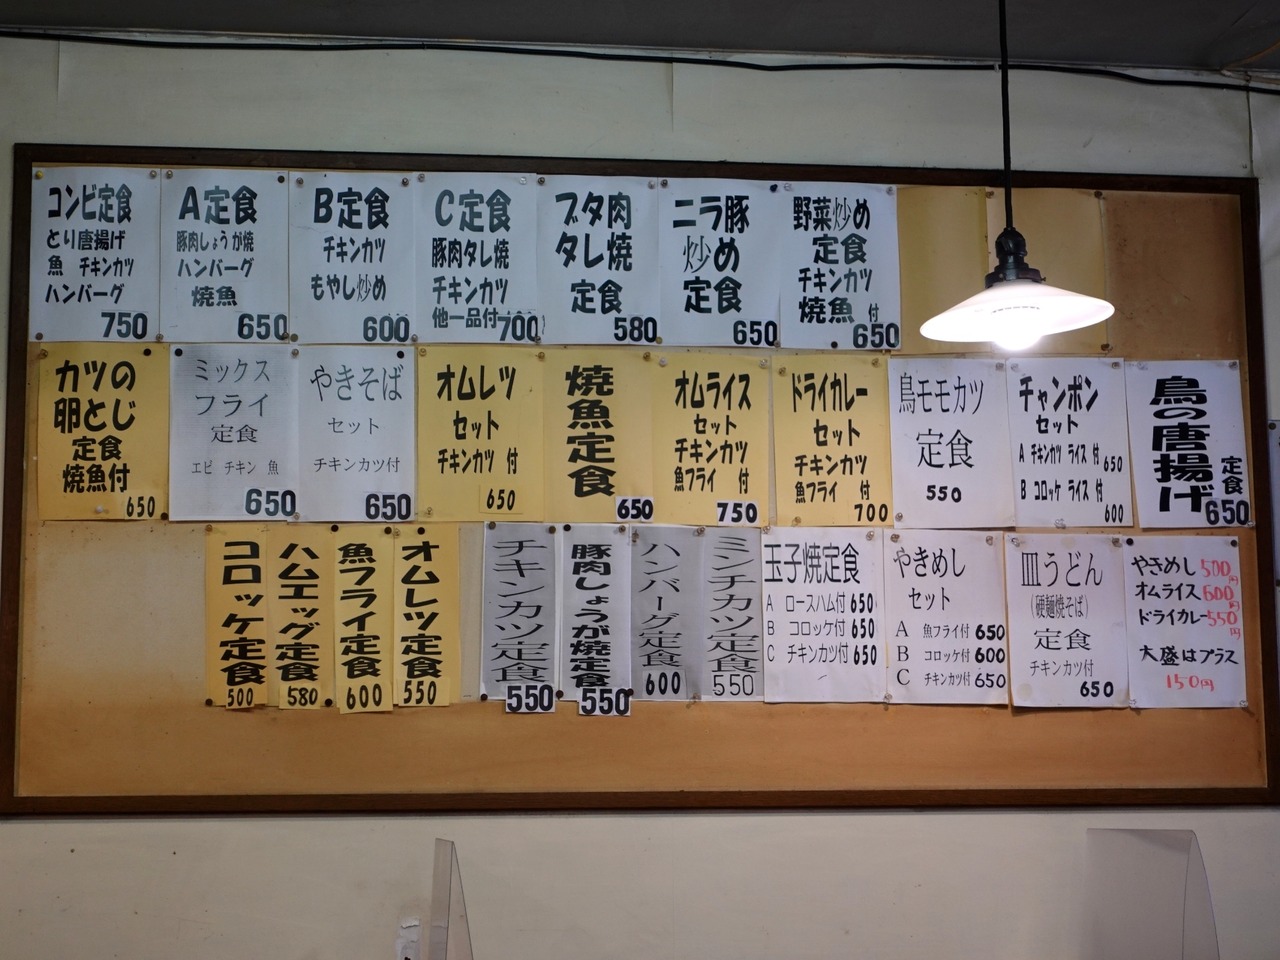 コンビ定食
とり唐揚げ
魚 チキンカツ
ハンバーグ
750
A定食
豚肉しょうが焼
ハンバーグ
焼魚
650
B定食
チキンカツ
もやし炒め
600
C定食
豚肉タレ焼
チキンカツ
他一品付
700
ブタ肉
タレ焼
定食
580
ニラ豚
炒め
定食
650
野菜炒め
定食
チキンカツ
焼魚 付
650
カツの
卵とじ
定食
焼魚付
650
ミックス
フライ
定食
エビ チキン 魚
650
やきそば
セット
チキンカツ付
650
オムレツ
セット
チキンカツ 付
650
焼魚定食
650
オムライス
セット
チキンカツ
魚フライ 付
750
ドライカレー
セット
チキンカツ
魚フライ 付
700
鳥モモカツ
定食
550
チャンポン
セット
A チキンカツ ライス 付 650
B コロッケ ライス 付 600
鳥の唐揚げ
定食
650
コロッケ定食
500
ハムエッグ定食
580
魚フライ定食
600
オムレツ定食
550
チキンカツ定食
550
豚肉しょうが焼定食
550
ハンバーグ定食
600
ミンチカツ定食
550
玉子焼定食
A ロースハム付 650
B コロッケ付 650
C チキンカツ付 650
やきめし
セット
A 魚フライ付 650
B コロッケ付 600
C チキンカツ付 650
皿うどん
(硬麺焼そば)
定食
チキンカツ付
650
やきめし 500円
オムライス 600円
ドライカレー 550円
大盛はプラス
150円